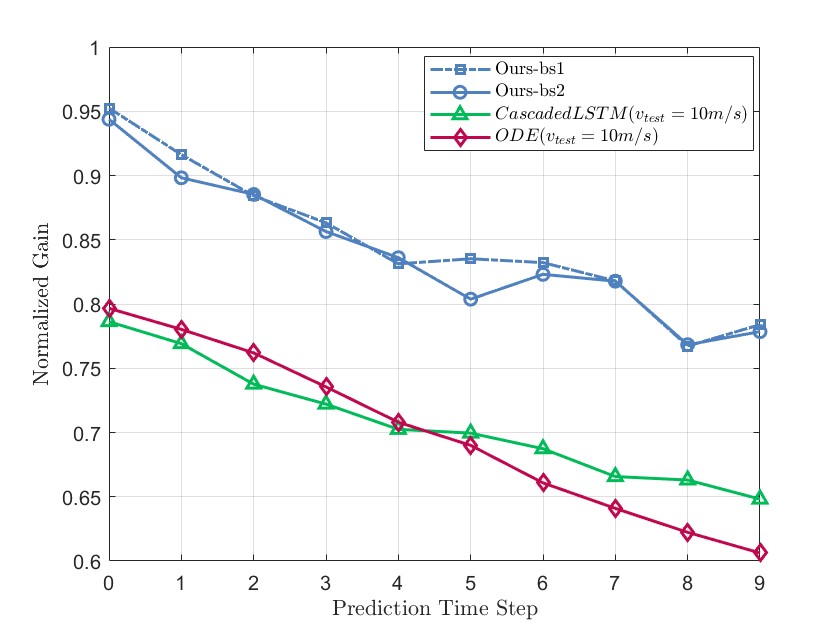 1
0.95
0.9
0.85
0.8
0.75
0.7
0.65
0.6
Normalized Gain
Ours-bs1
Ours-bs2
CascadedLSTM(v_test = 10m/s)
ODE(v_test = 10m/s)
0 1 2 3 4 5 6 7 8 9
Prediction Time Step